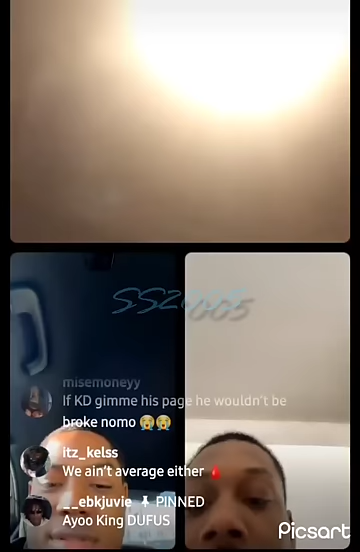 misemoneyy
If KD gimme his page he wouldn't be
broke nomo 😭😭
itz_kelss
We ain't average either
__ebkjuvie 📌 PINNED
Ayoo King DUFUS
Picsart